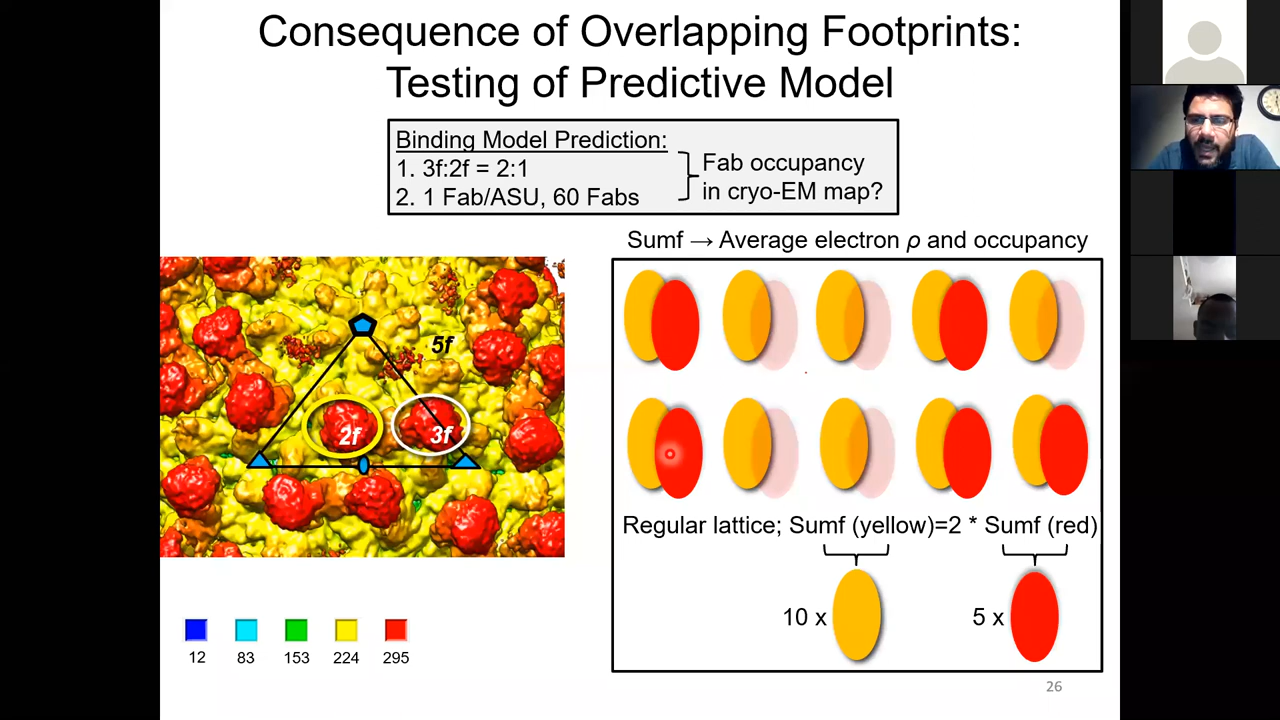 Consequence of Overlapping Footprints:
Testing of Predictive Model
Binding Model Prediction:
1. 3f:2f = 2:1
2. 1 Fab/ASU, 60 Fabs
Fab occupancy
in cryo-EM map?
Sumf → Average electron ρ and occupancy
5f
2f
3f
Regular lattice; Sumf (yellow)=2 * Sumf (red)
10 x
5 x
12
83
153
224
295
26